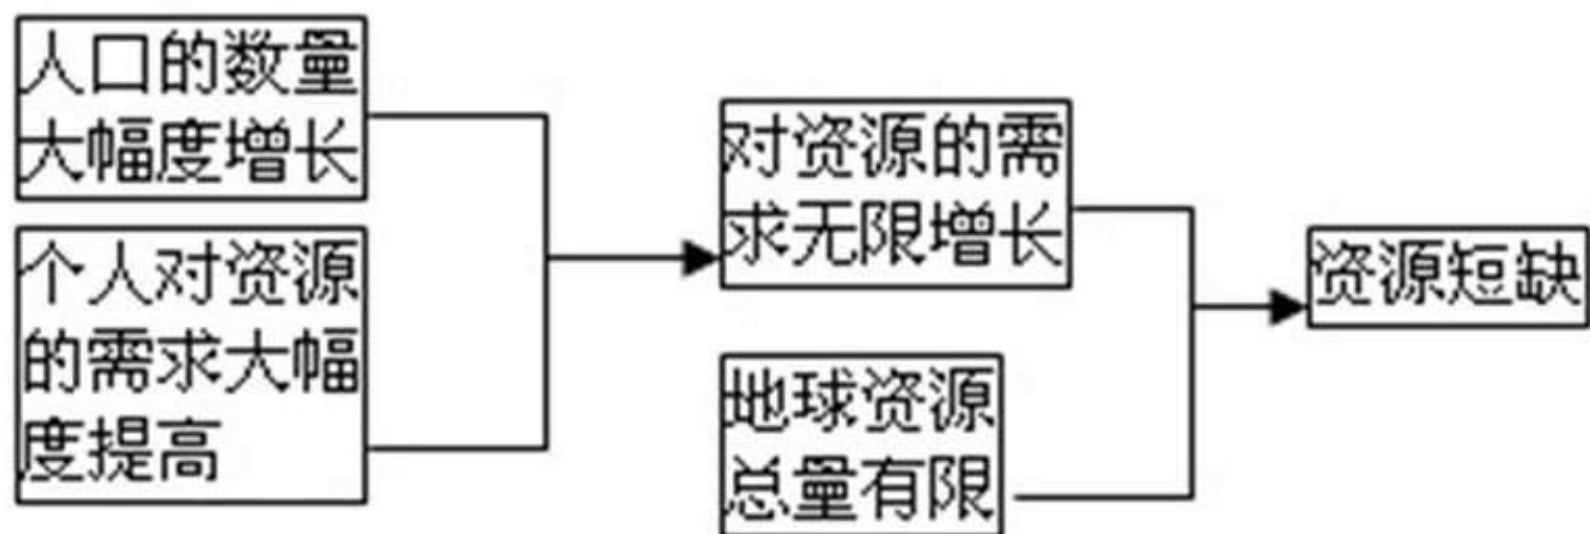 人口的数量
大幅度增长
个人对资源
的需求大幅
度提高
对资源的需
求无限增长
地球资源
总量有限
资源短缺